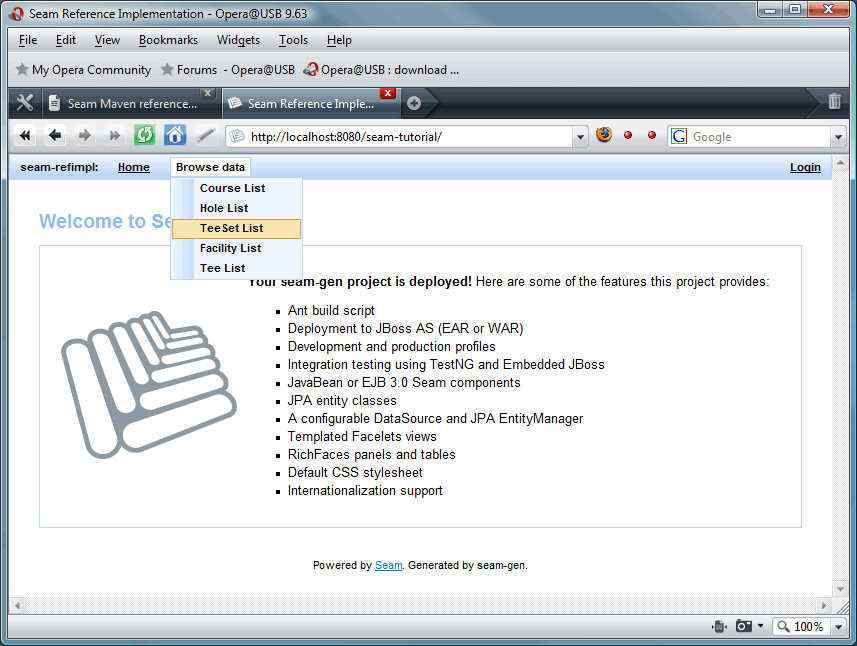 Seam Reference Implementation - Opera@USB 9.63
File Edit View Bookmarks Widgets Tools Help
My Opera Community Forums - Opera@USB Opera@USB : download ...
Seam Maven reference... Seam Reference Imple...
http://localhost:8080/seam-tutorial/ Google
seam-refimpl: Home Browse data Login
Course List
Hole List
Welcome to Se
TeeSet List
Facility List
Tee List
Your seam-gen project is deployed! Here are some of the features this project provides:
Ant build script
Deployment to JBoss AS (EAR or WAR)
Development and production profiles
Integration testing using TestNG and Embedded JBoss
JavaBean or EJB 3.0 Seam components
JPA entity classes
A configurable DataSource and JPA EntityManager
Templated Facelets views
RichFaces panels and tables
Default CSS stylesheet
Internationalization support
Powered by Seam. Generated by seam-gen.
100%